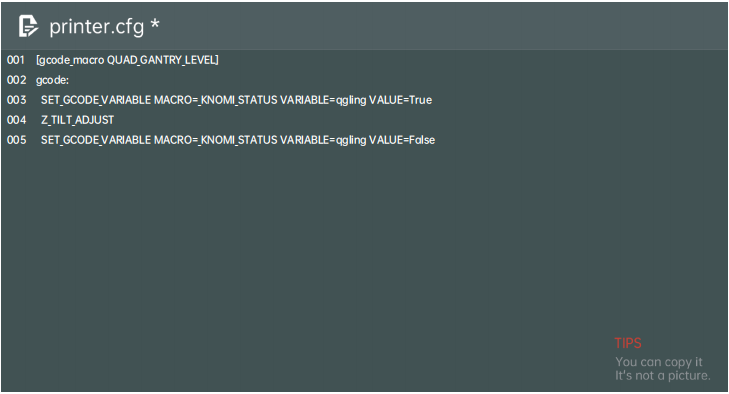 printer.cfg *
001 [gcode_macro QUAD_GANTRY_LEVEL]
002 gcode:
003 SET_GCODE_VARIABLE MACRO=_KNOMI_STATUS VARIABLE=qgling VALUE=True
004 Z_TILT_ADJUST
005 SET_GCODE_VARIABLE MACRO=_KNOMI_STATUS VARIABLE=qgling VALUE=False
TIPS
You can copy it
It's not a picture.